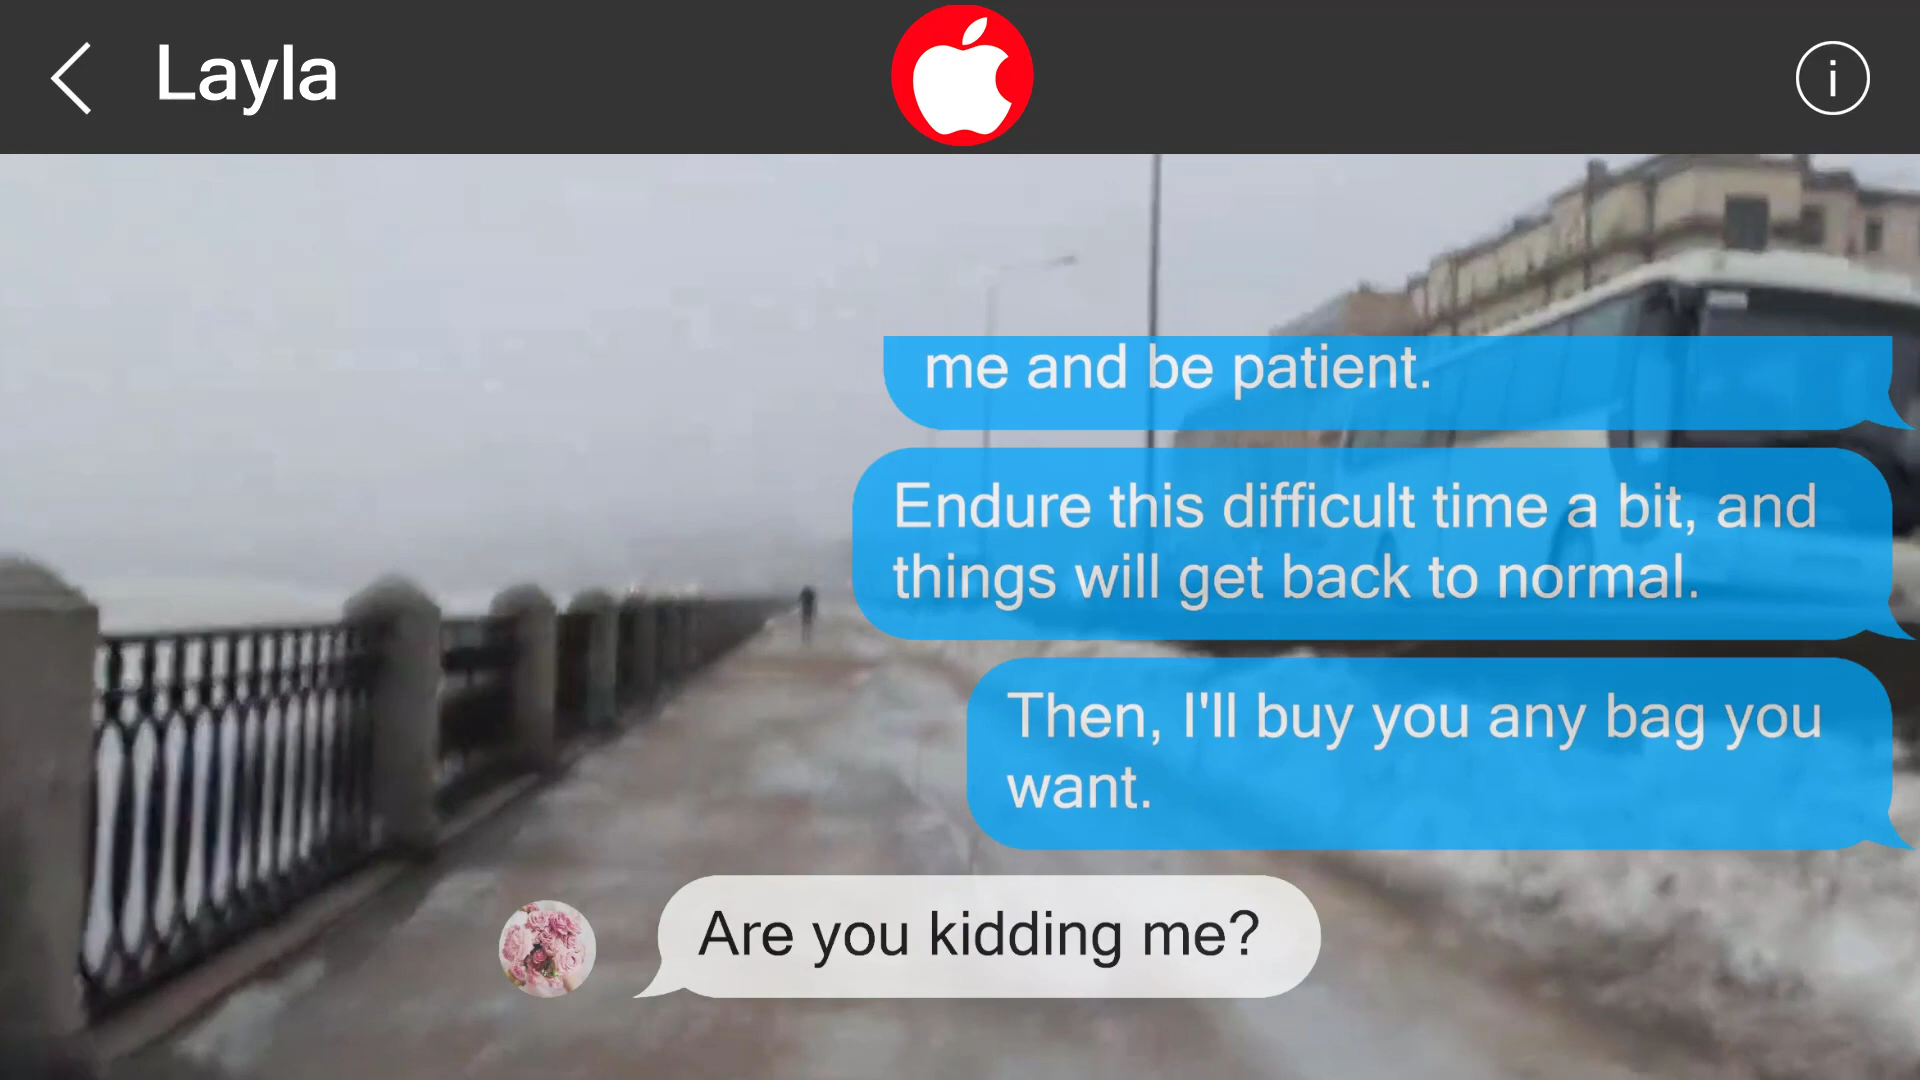 Layla
i
me and be patient.
Endure this difficult time a bit, and
things will get back to normal.
Then, I'll buy you any bag you
want.
Are you kidding me?